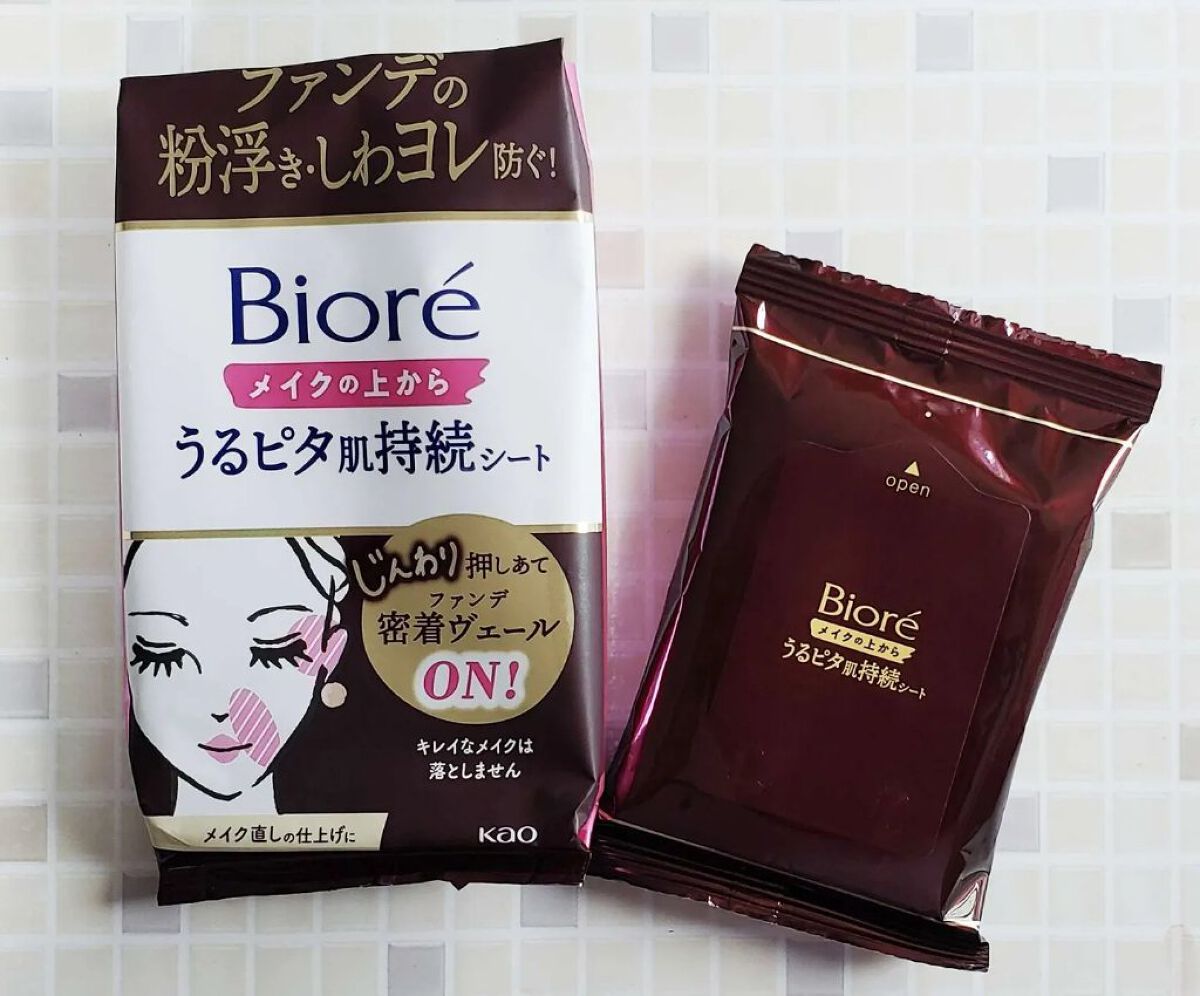 ファンデの
粉浮き・しわヨレ防ぐ!
Bioré
メイクの上から
うるピタ肌持続シート
じんわり押しあて
ファンデ
密着ヴェール
ON!
キレイなメイクは
落としません
メイク直しの仕上げに
Kao
open
Bioré
メイクの上から
うるピタ肌持続シート